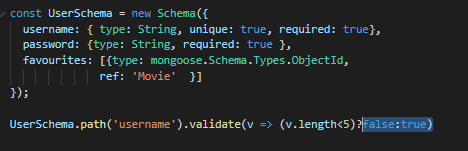 const UserSchema = new Schema({
username: { type: String, unique: true, required: true},
password: {type: String, required: true },
favourites: [{type: mongoose.Schema.Types.ObjectId,
ref: 'Movie'  }]
});
UserSchema.path('username').validate(v => (v.length<5)?false:true)